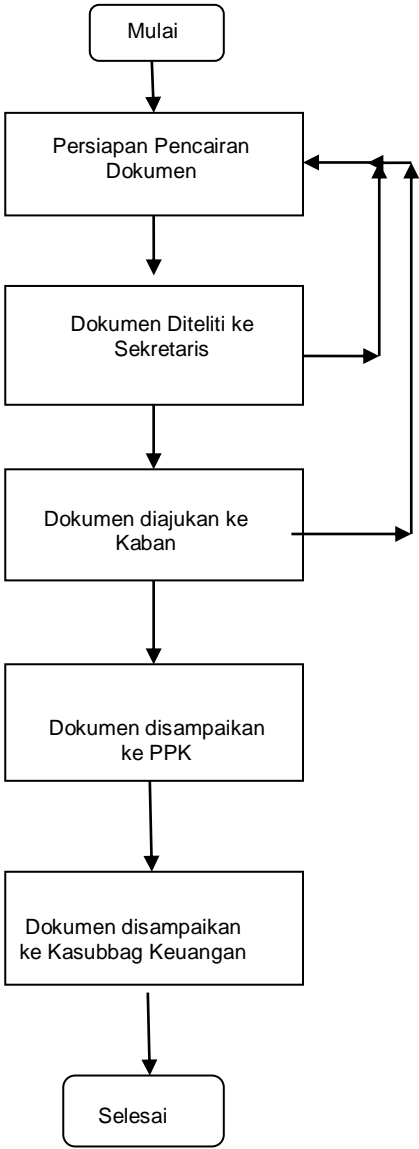 Mulai
Persiapan Pencairan
Dokumen
Dokumen Diteliti ke
Sekretaris
Dokumen diajukan ke
Kaban
Dokumen disampaikan
ke PPK
Dokumen disampaikan
ke Kasubbag Keuangan
Selesai